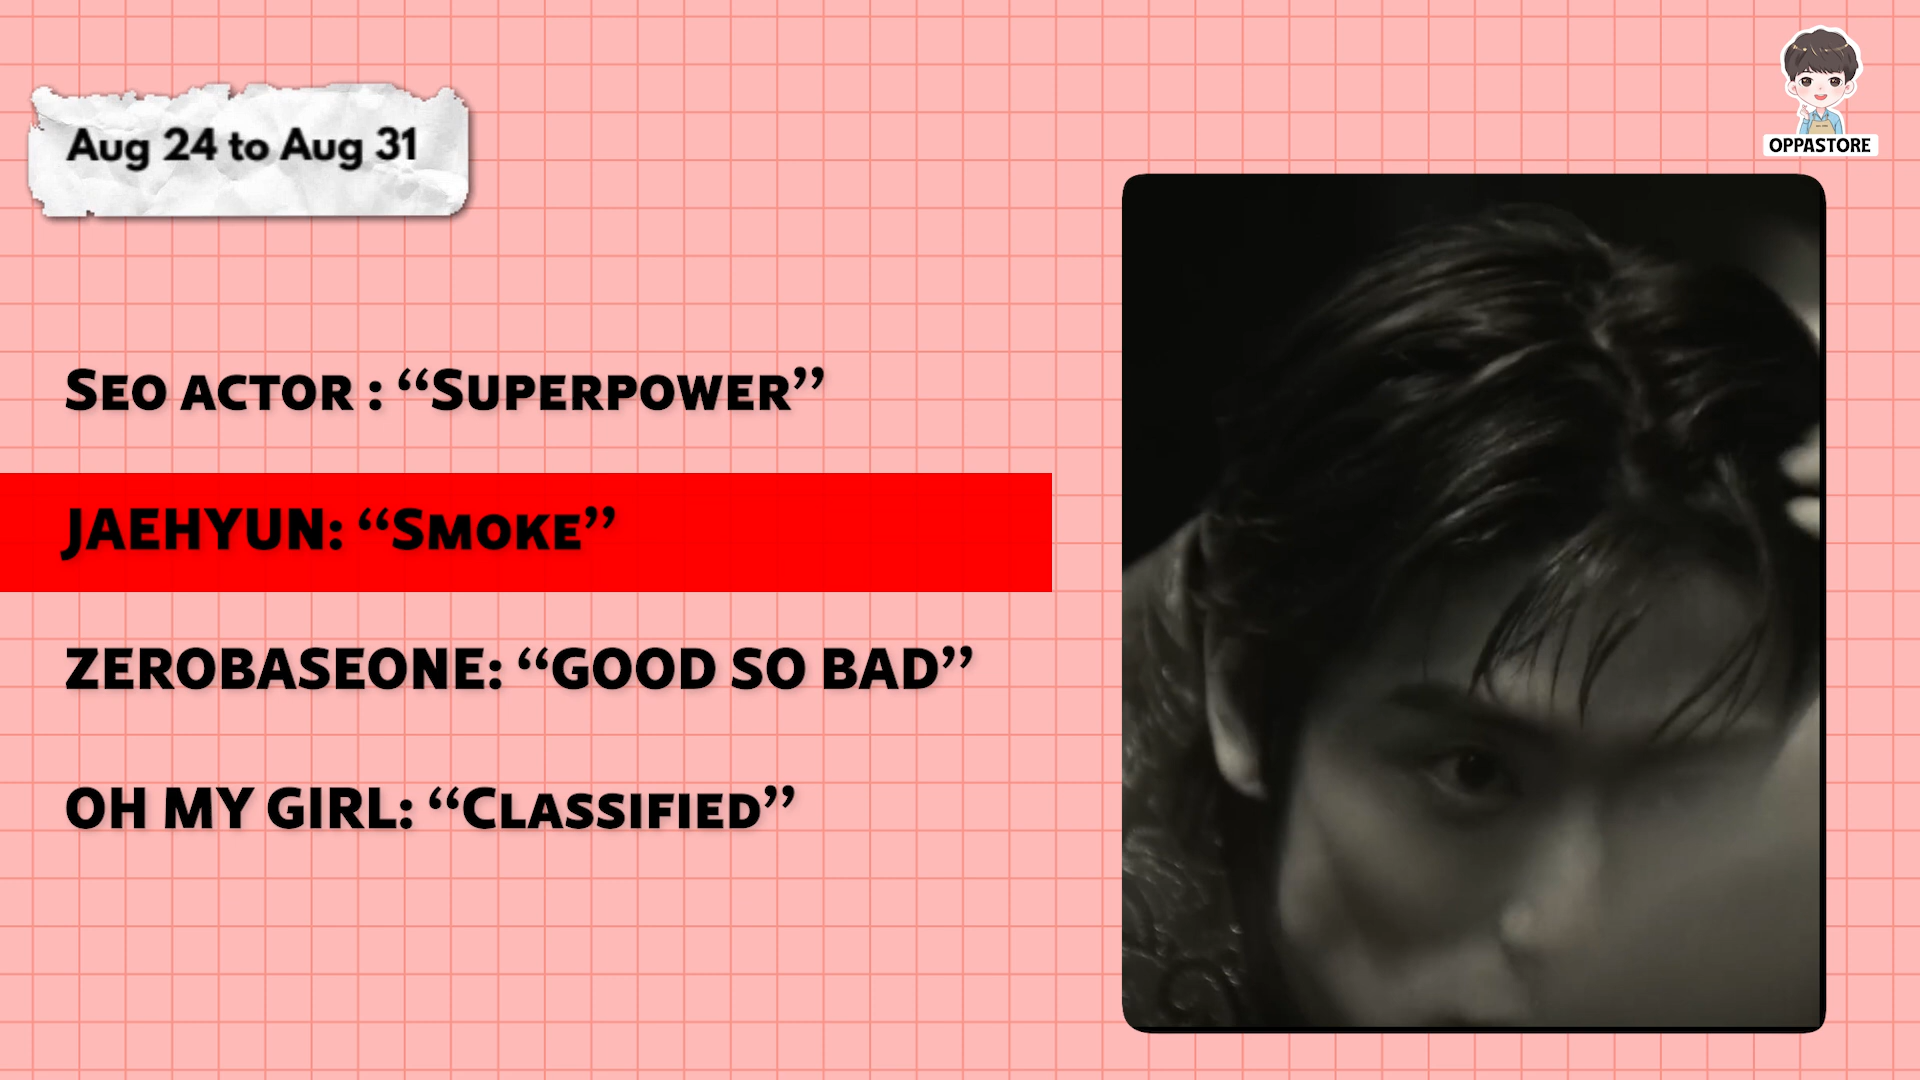 Aug 24 to Aug 31
OPPASTORE
Seo actor : “Superpower”
JAEHYUN: “Smoke”
ZEROBASEONE: “GOOD SO BAD”
OH MY GIRL: “Classified”